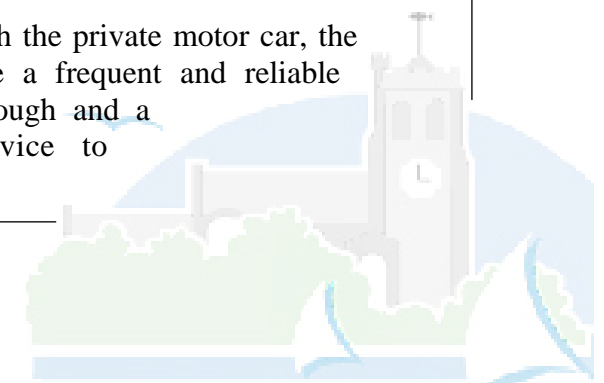 h the private motor car, the
e a frequent and reliable
ough and a
vice to